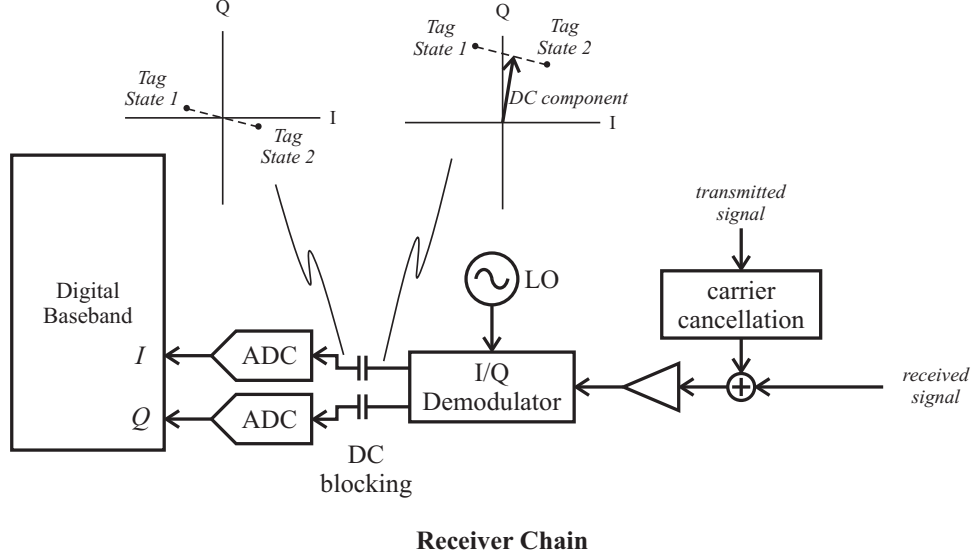 Q
Tag
State 1
I
Tag
State 2
Q
Tag
State 1
Tag
State 2
DC component
I
transmitted
signal
carrier
cancellation
LO
Digital
Baseband
I
ADC
I/Q
Demodulator
received
signal
Q
ADC
DC
blocking
Receiver Chain